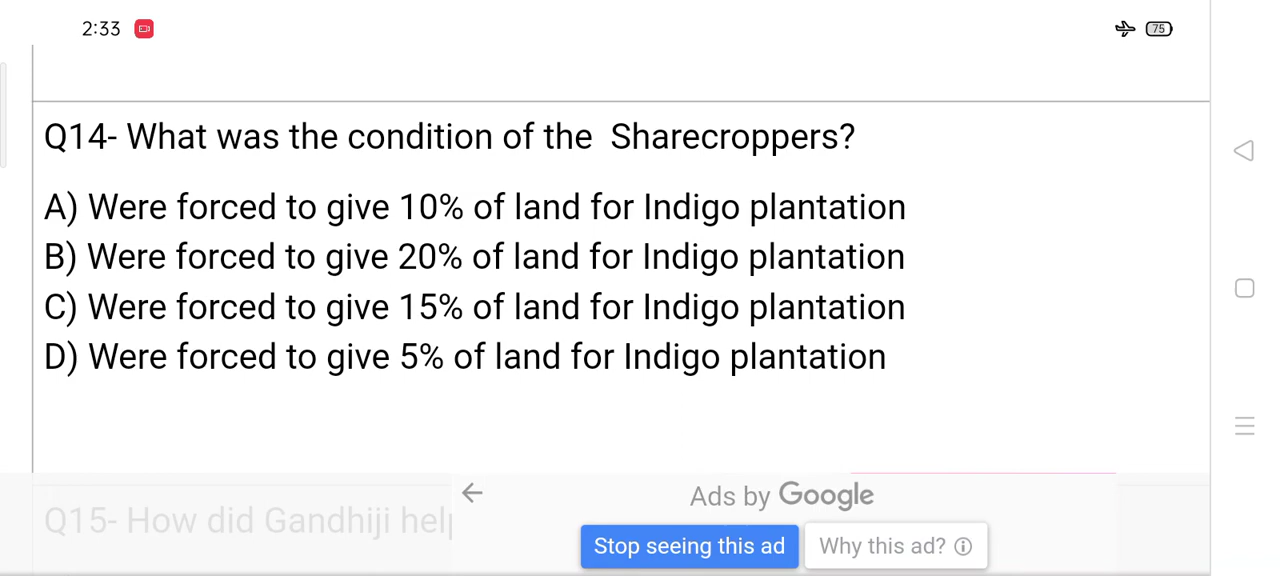 2:33
75
Q14- What was the condition of the Sharecroppers?
A) Were forced to give 10% of land for Indigo plantation
B) Were forced to give 20% of land for Indigo plantation
C) Were forced to give 15% of land for Indigo plantation
D) Were forced to give 5% of land for Indigo plantation
Ads by Google
Q15- How did Gandhiji hel
Stop seeing this ad
Why this ad?